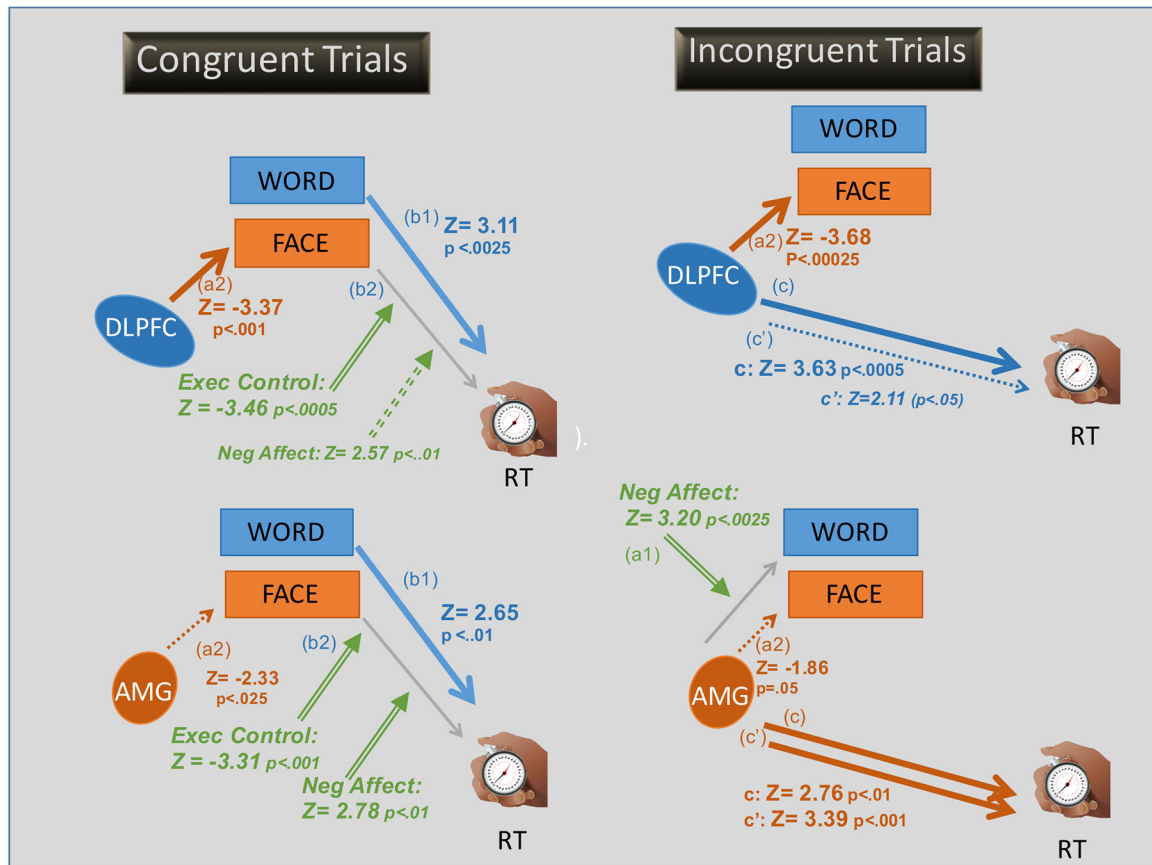 Congruent Trials
WORD
FACE
(b1)
Z= 3.11
p <.0025
(a2)
Z= -3.37
p<.001
(b2)
DLPFC
Exec Control:
Z = -3.46 p<.0005
Neg Affect: Z= 2.57 p<..01
RT
).
WORD
FACE
(b1)
Z= 2.65
p <..01
(b2)
(a2)
Z= -2.33
p<.025
AMG
Exec Control:
Z = -3.31 p<.001
Neg Affect:
Z= 2.78 p<.01
RT
Incongruent Trials
WORD
FACE
(a2) Z= -3.68
P<.00025
DLPFC
(c)
(c’)
c: Z= 3.63 p<.0005
c’: Z=2.11 (p<.05)
RT
Neg Affect:
Z= 3.20 p<.0025
(a1)
WORD
FACE
(a2)
Z= -1.86
p=.05
AMG
(c)
(c’)
c: Z= 2.76 p<.01
c’: Z= 3.39 p<.001
RT